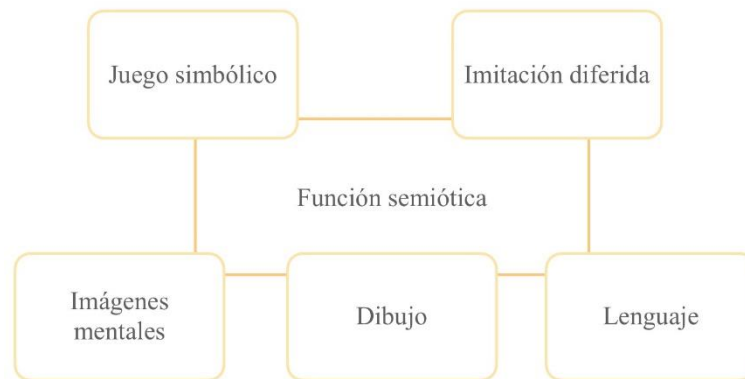 Juego simbólico
Imitación diferida
Función semiótica
Imágenes
mentales
Dibujo
Lenguaje